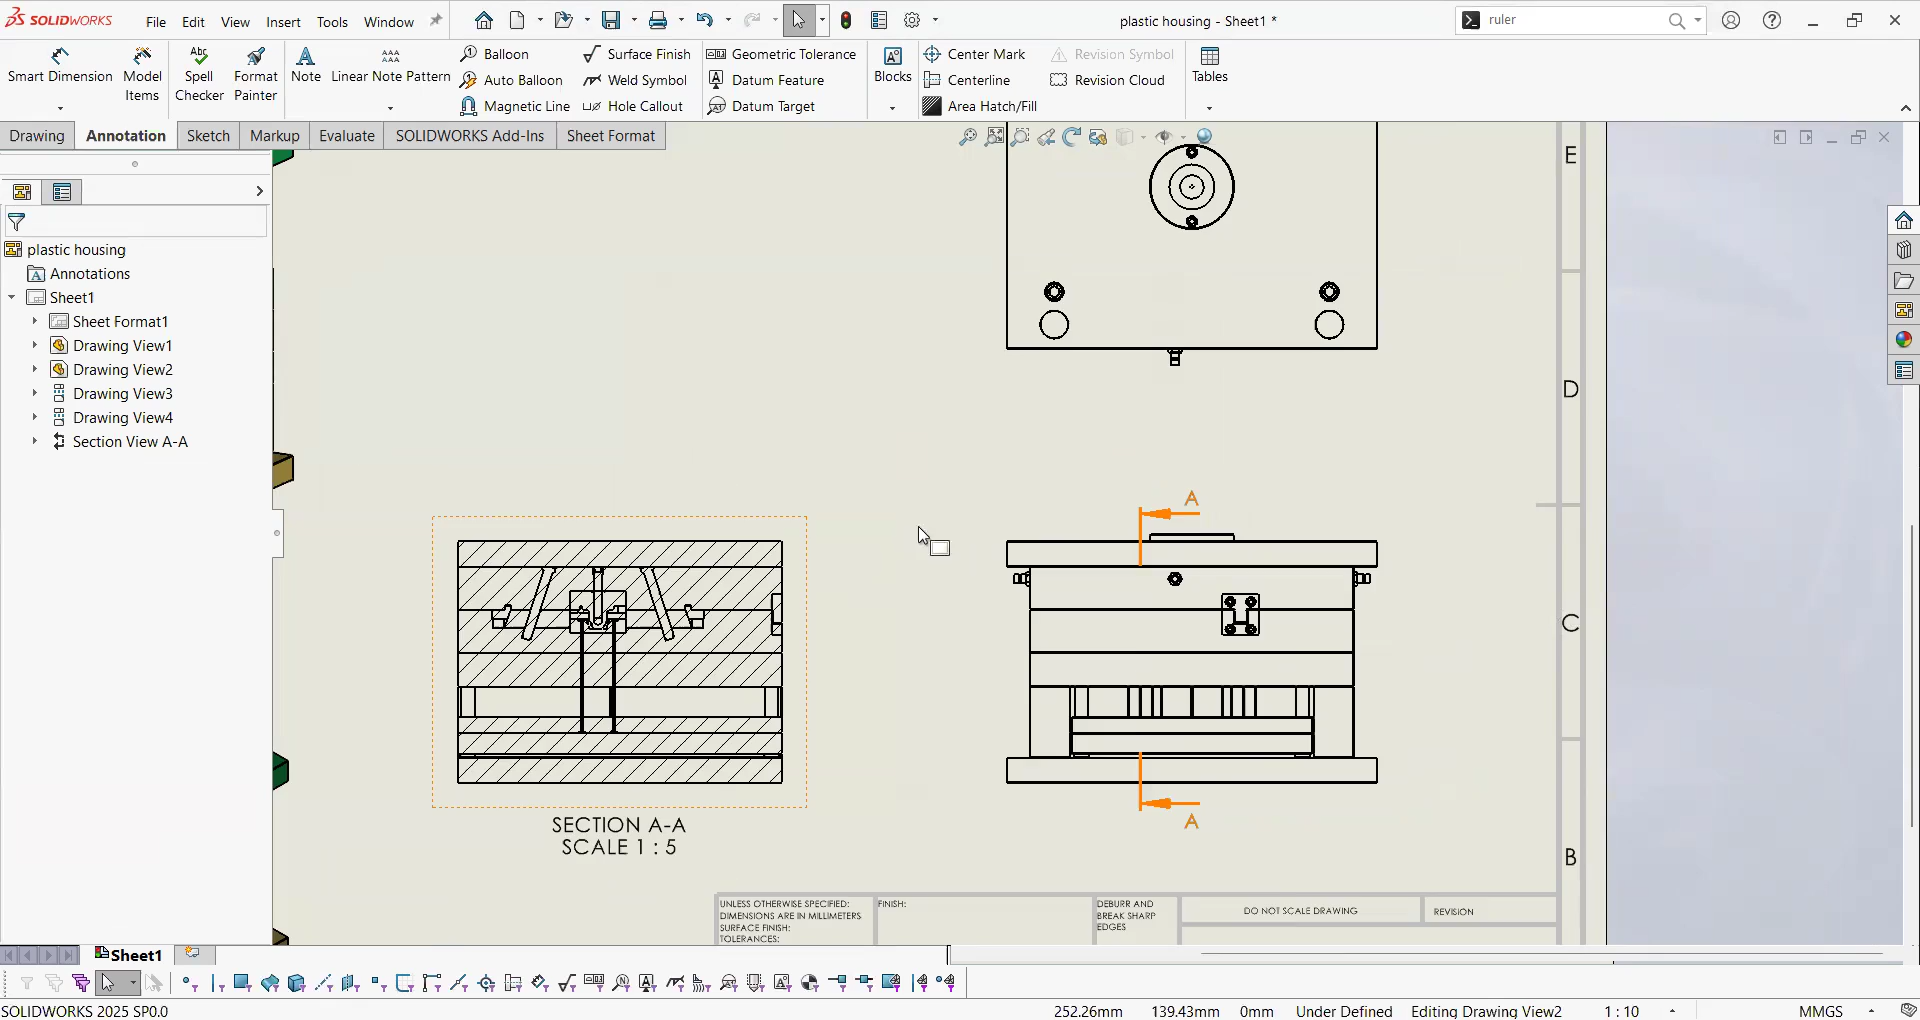 SOLIDWORKS
File Edit View Insert Tools Window
plastic housing - Sheet1 *
ruler
Smart Dimension
Model Items
Spell Checker
Format Painter
Note
Linear Note Pattern
Balloon
Auto Balloon
Magnetic Line
Surface Finish
Weld Symbol
Hole Callout
Geometric Tolerance
Datum Feature
Datum Target
Blocks
Center Mark
Centerline
Area Hatch/Fill
Revision Symbol
Revision Cloud
Tables
Drawing Annotation Sketch Markup Evaluate SOLIDWORKS Add-Ins Sheet Format
plastic housing
Annotations
Sheet1
Sheet Format1
Drawing View1
Drawing View2
Drawing View3
Drawing View4
Section View A-A
E
D
C
B
A
A
SECTION A-A
SCALE 1 : 5
UNLESS OTHERWISE SPECIFIED:
DIMENSIONS ARE IN MILLIMETERS
SURFACE FINISH:
TOLERANCES:
FINISH:
DEBURR AND
BREAK SHARP
EDGES
DO NOT SCALE DRAWING
REVISION
Sheet1
SOLIDWORKS 2025 SP0.0
252.26mm 139.43mm 0mm Under Defined Editing Drawing View2 1 : 10 MMGS